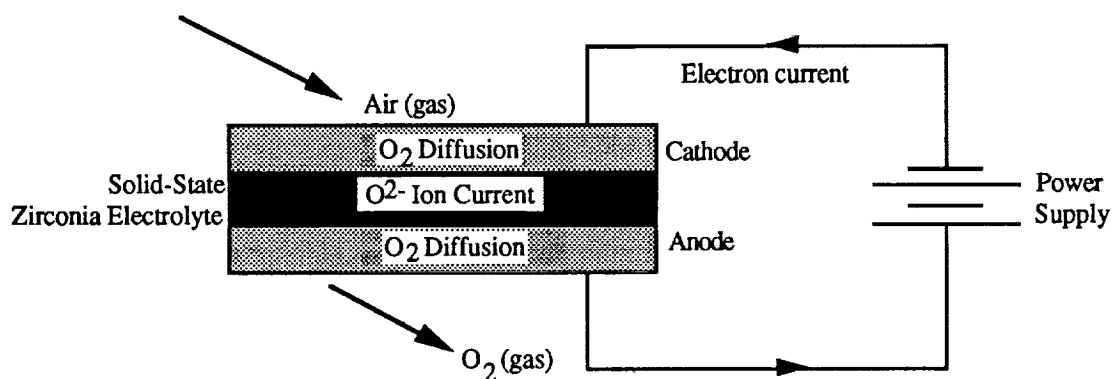 Electron current
Air (gas)
O2 Diffusion
Cathode
Solid-State
Zirconia Electrolyte
O2- Ion Current
Power
Supply
O2 Diffusion
Anode
O2 (gas)